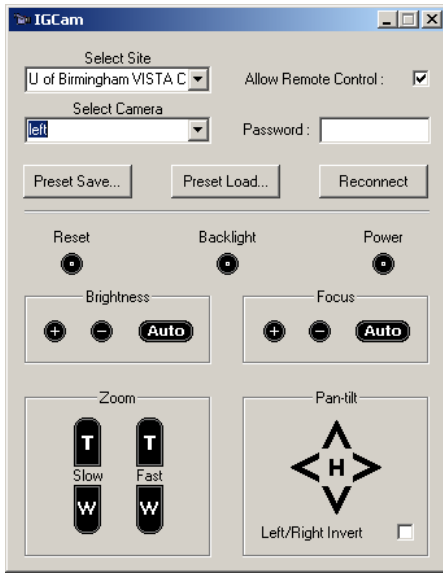 IGCam
Select Site
U of Birmingham VISTA C
Allow Remote Control :
Select Camera
left
Password :
Preset Save...
Preset Load...
Reconnect
Reset
Backlight
Power
Brightness
Focus
+ − Auto
+ − Auto
Zoom
Pan-tilt
T T
H
Slow Fast
W W
Left/Right Invert